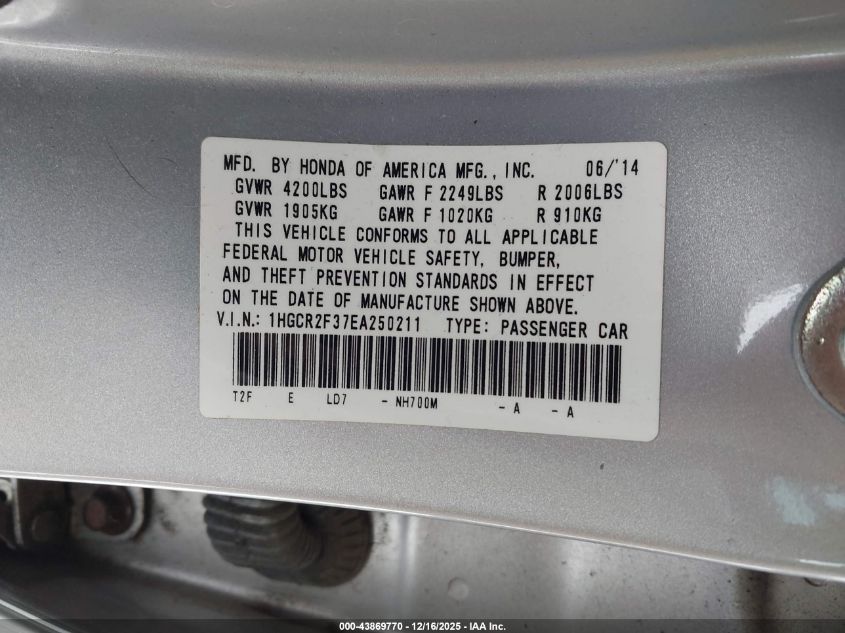 MFD. BY HONDA OF AMERICA MFG., INC. 06/'14
GVWR 4200LBS GAWR F 2249LBS R 2006LBS
GVWR 1905KG GAWR F 1020KG R 910KG
THIS VEHICLE CONFORMS TO ALL APPLICABLE
FEDERAL MOTOR VEHICLE SAFETY, BUMPER,
AND THEFT PREVENTION STANDARDS IN EFFECT
ON THE DATE OF MANUFACTURE SHOWN ABOVE.
V.I.N.: 1HGCR2F37EA250211 TYPE: PASSENGER CAR
T2F E LD7 - NH700M - A - A
000-43869770 - 12/16/2025 - IAA Inc.